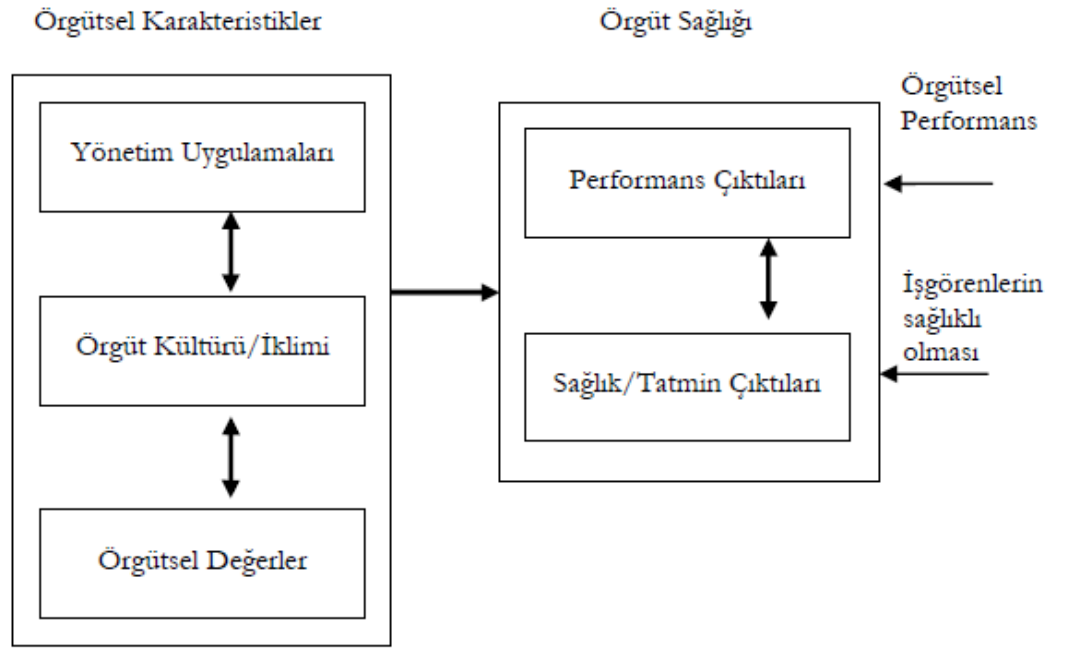 Örgütsel Karakteristikler
Yönetim Uygulamaları
Örgüt Kültürü/İklimi
Örgütsel Değerler
Örgüt Sağlığı
Performans Çıktıları
Sağlık/Tatmin Çıktıları
Örgütsel
Performans
İşgörenlerin
sağlıklı
olması